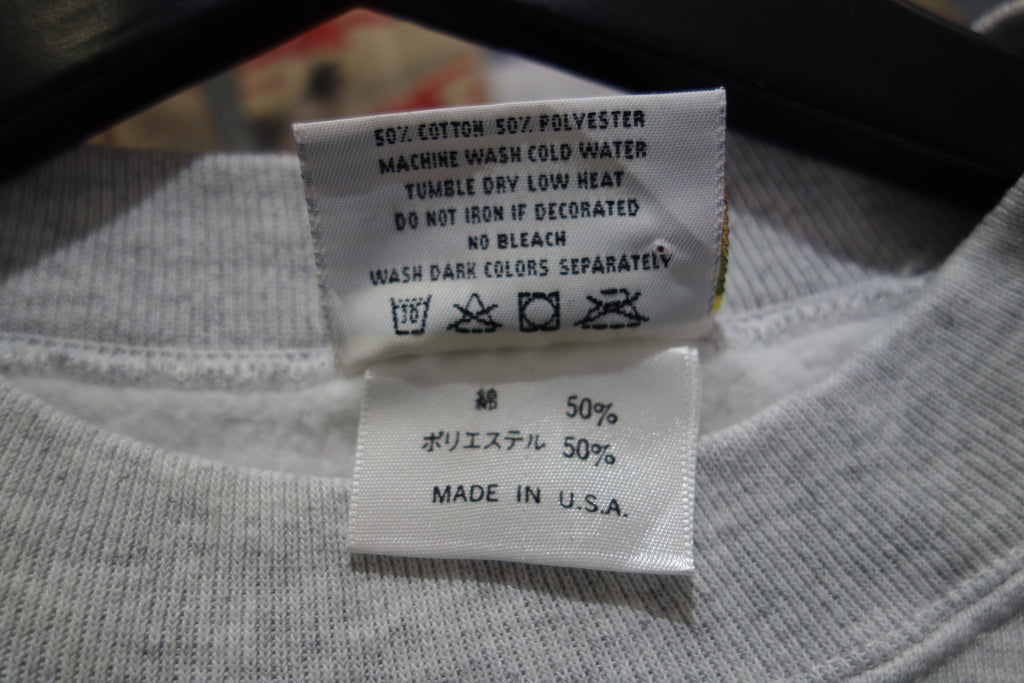 50% COTTON 50% POLYESTER
MACHINE WASH COLD WATER
TUMBLE DRY LOW HEAT
DO NOT IRON IF DECORATED
NO BLEACH
WASH DARK COLORS SEPARATELY
30
綿 50%
ポリエステル 50%
MADE IN U.S.A.